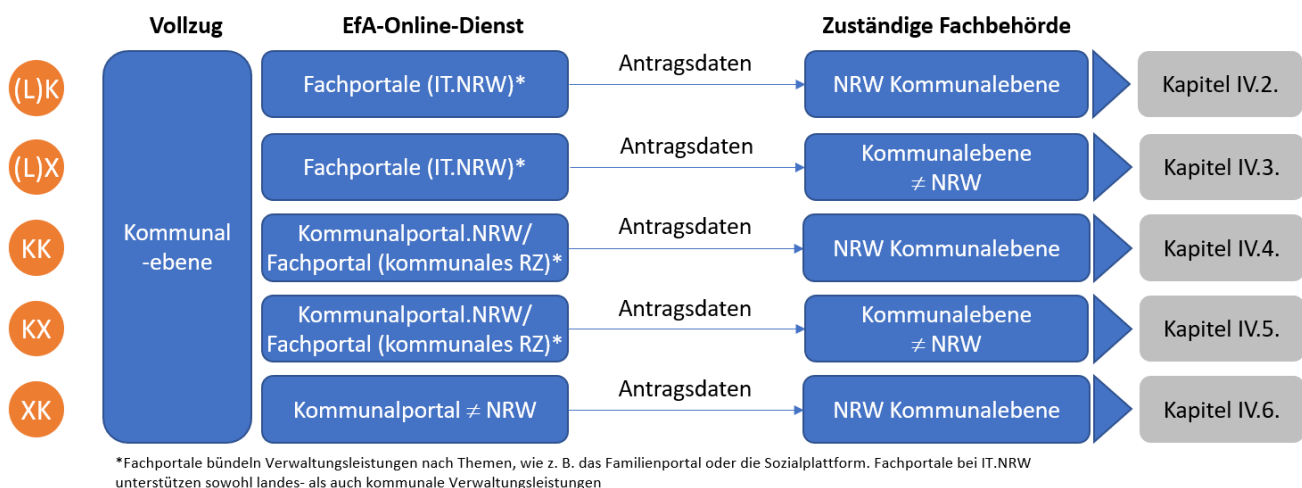 Vollzug
EfA-Online-Dienst
Zuständige Fachbehörde
(L)K
Fachportale (IT.NRW)*
Antragsdaten
NRW Kommunalebene
Kapitel IV.2.
(L)X
Fachportale (IT.NRW)*
Antragsdaten
Kommunalebene
≠ NRW
Kapitel IV.3.
Kommunal
-ebene
KK
Kommunalportal.NRW/
Fachportal (kommunales RZ)*
Antragsdaten
NRW Kommunalebene
Kapitel IV.4.
KX
Kommunalportal.NRW/
Fachportal (kommunales RZ)*
Antragsdaten
Kommunalebene
≠ NRW
Kapitel IV.5.
XK
Kommunalportal ≠ NRW
Antragsdaten
NRW Kommunalebene
Kapitel IV.6.
*Fachportale bündeln Verwaltungsleistungen nach Themen, wie z. B. das Familienportal oder die Sozialplattform. Fachportale bei IT.NRW
unterstützen sowohl landes- als auch kommunale Verwaltungsleistungen